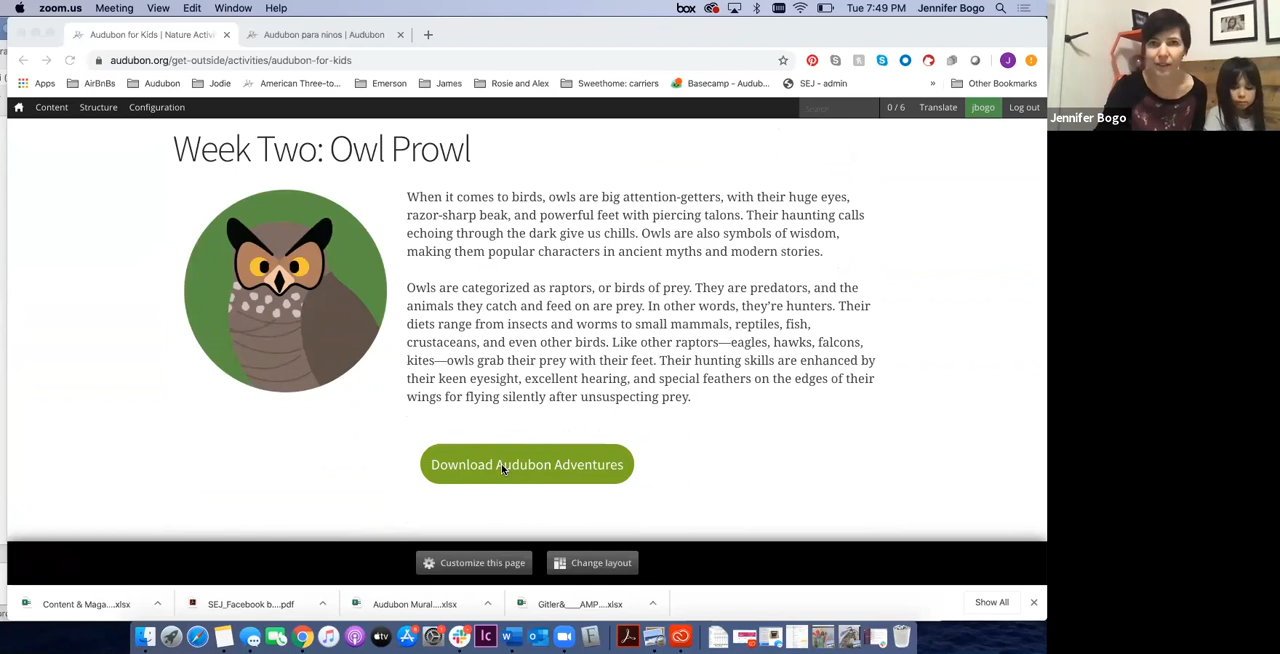 zoom.us Meeting View Edit Window Help box Tue 7:49 PM Jennifer Bogo
Audubon for Kids | Nature Activi × Audubon para ninos | Audubon × +
audubon.org/get-outside/activities/audubon-for-kids
Apps AirBnBs Audubon Jodie American Three-to... Emerson James Rosie and Alex Sweethome: carriers Basecamp - Audub... SEJ - admin » Other Bookmarks
Content Structure Configuration 0 / 6 Translate jbogo Log out
Jennifer Bogo
Week Two: Owl Prowl
When it comes to birds, owls are big attention-getters, with their huge eyes,
razor-sharp beak, and powerful feet with piercing talons. Their haunting calls
echoing through the dark give us chills. Owls are also symbols of wisdom,
making them popular characters in ancient myths and modern stories.
Owls are categorized as raptors, or birds of prey. They are predators, and the
animals they catch and feed on are prey. In other words, they’re hunters. Their
diets range from insects and worms to small mammals, reptiles, fish,
crustaceans, and even other birds. Like other raptors—eagles, hawks, falcons,
kites—owls grab their prey with their feet. Their hunting skills are enhanced by
their keen eyesight, excellent hearing, and special feathers on the edges of their
wings for flying silently after unsuspecting prey.
Download Audubon Adventures
Customize this page Change layout
Content & Maga....xlsx SEJ_Facebook b....pdf Audubon Mural....xlsx Gitler&___AMP....xlsx Show All
tv Ic W